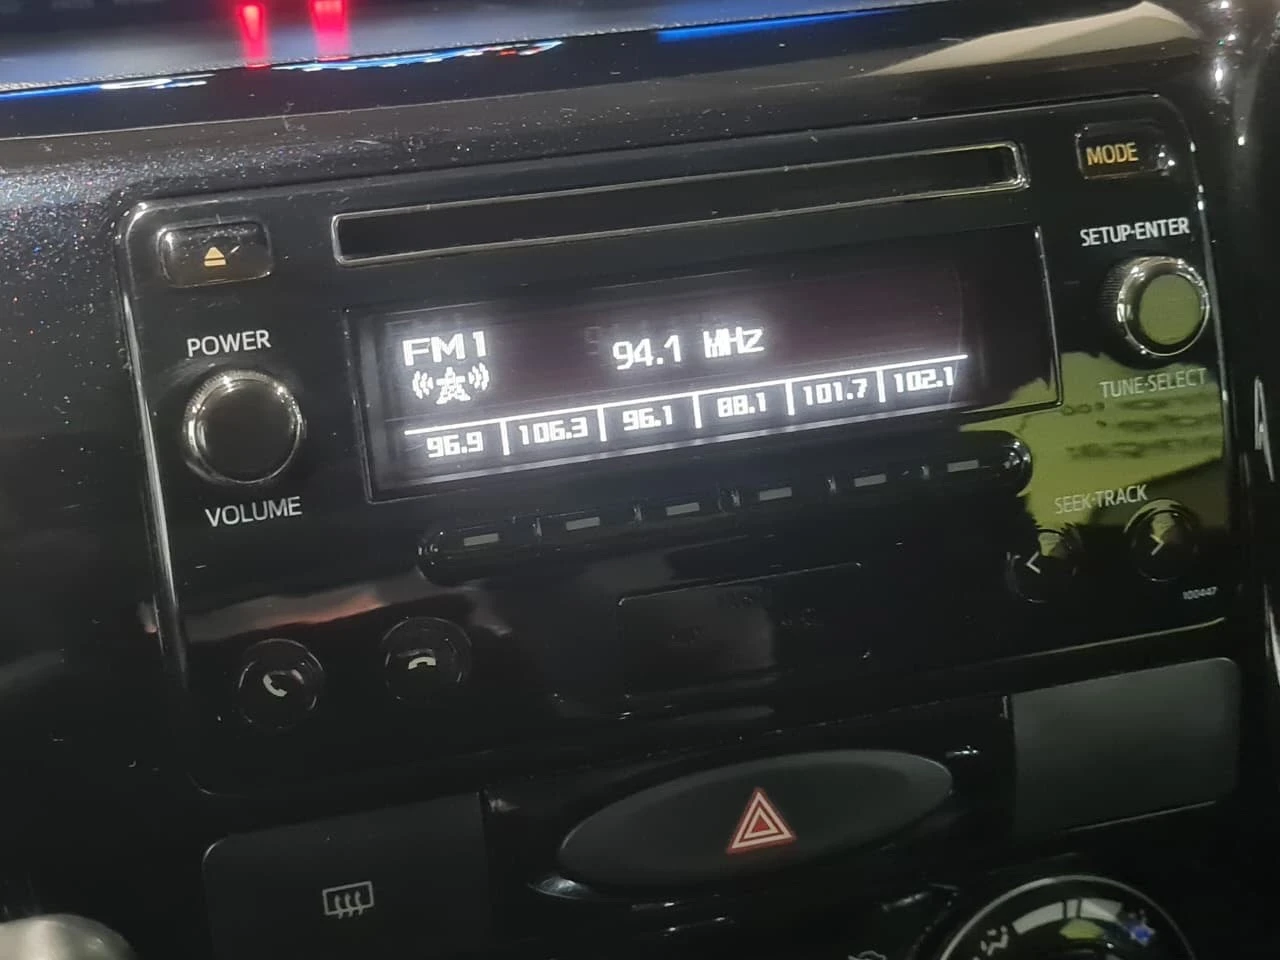 MODE
SETUP·ENTER
POWER
FM1
94.1 MHz
TUNE·SELECT
96.9 106.3 96.1 88.1 101.7 102.1
VOLUME
SEEK·TRACK
100447